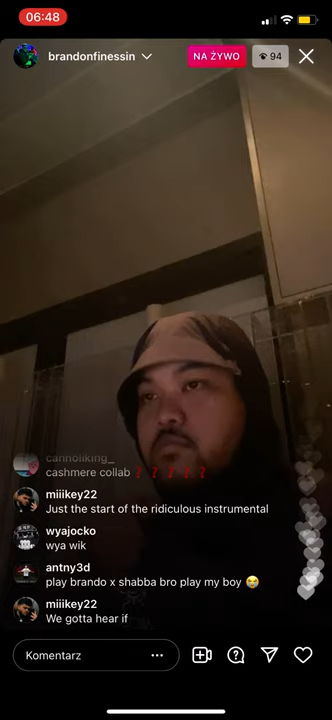 06:48
brandonfinessin
NA ŻYWO
94
cannoliking_
cashmere collab❓❓❓❓❓
miiikey22
Just the start of the ridiculous instrumental
wyajocko
wya wik
antny3d
play brando x shabba bro play my boy 😭
miiikey22
We gotta hear if
Komentarz